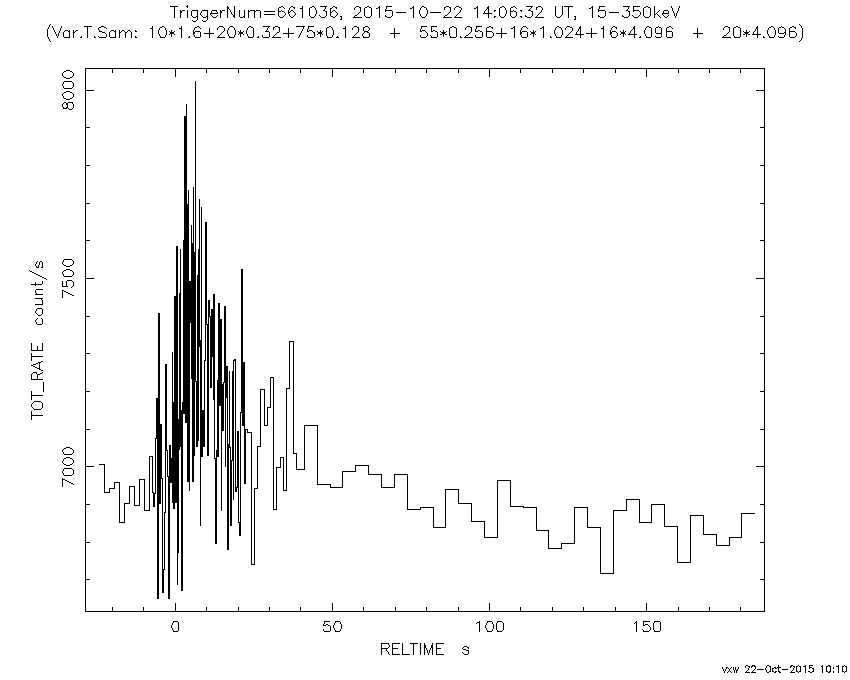 TriggerNum=661036, 2015-10-22 14:06:32 UT, 15-350keV
(Var.T.Sam: 10*1.6+20*0.32+75*0.128 + 55*0.256+16*1.024+16*4.096 + 20*4.096)
8000
7500
7000
TOT_RATE count/s
0 50 100 150
RELTIME s
vxw 22-Oct-2015 10:10